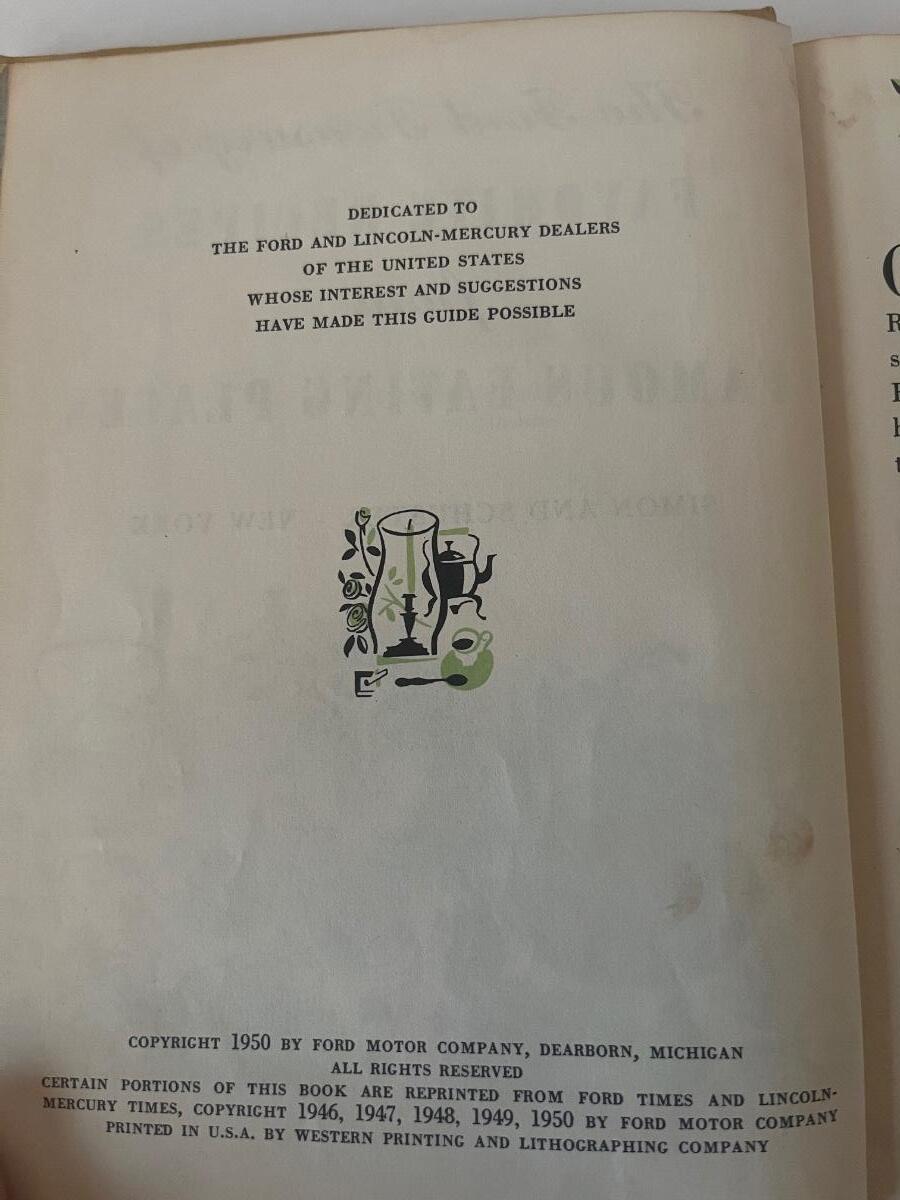 DEDICATED TO
THE FORD AND LINCOLN-MERCURY DEALERS
OF THE UNITED STATES
WHOSE INTEREST AND SUGGESTIONS
HAVE MADE THIS GUIDE POSSIBLE
COPYRIGHT 1950 BY FORD MOTOR COMPANY, DEARBORN, MICHIGAN
ALL RIGHTS RESERVED
CERTAIN PORTIONS OF THIS BOOK ARE REPRINTED FROM FORD TIMES AND LINCOLN-
MERCURY TIMES, COPYRIGHT 1946, 1947, 1948, 1949, 1950 BY FORD MOTOR COMPANY
PRINTED IN U.S.A. BY WESTERN PRINTING AND LITHOGRAPHING COMPANY